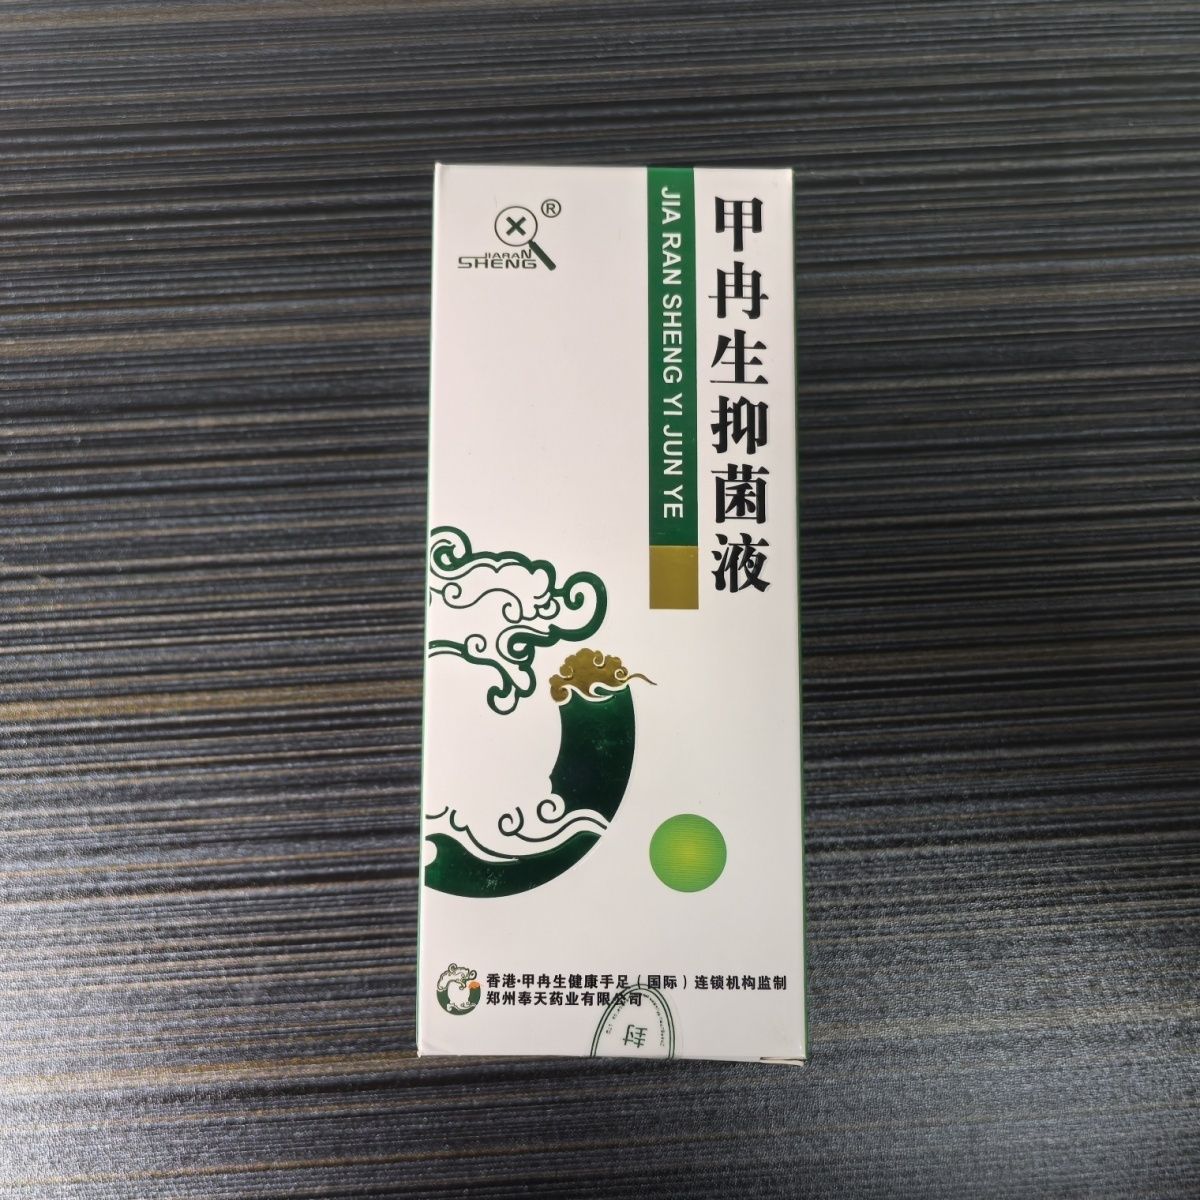 ®
JIARAN
SHENG
JIA RAN SHENG YI JUN YE
甲冉生抑菌液
香港·甲冉生健康手足（国际）连锁机构监制
郑州奉天药业有限公司
封